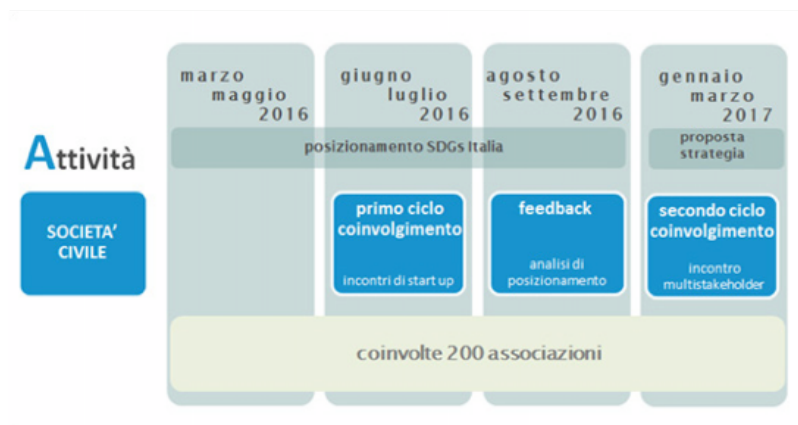 marzo
maggio
2016
giugno
luglio
2016
agosto
settembre
2016
gennaio
marzo
2017
Attività
posizionamento SDGs Italia
proposta
strategia
SOCIETA’
CIVILE
primo ciclo
coinvolgimento
incontri di start up
feedback
analisi di
posizionamento
secondo ciclo
coinvolgimento
incontro
multistakeholder
coinvolte 200 associazioni